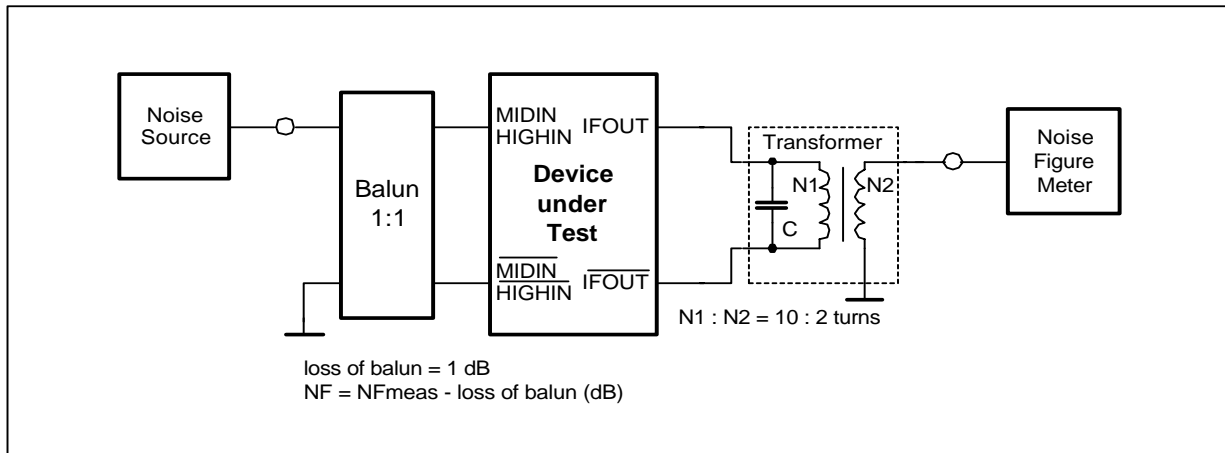 Noise
Source
Balun
1:1
MIDIN
HIGHIN
IFOUT
Device
under
Test
MIDIN
HIGHIN
IFOUT
Transformer
N1
N2
C
N1 : N2 = 10 : 2 turns
Noise
Figure
Meter
loss of balun = 1 dB
NF = NFmeas - loss of balun (dB)